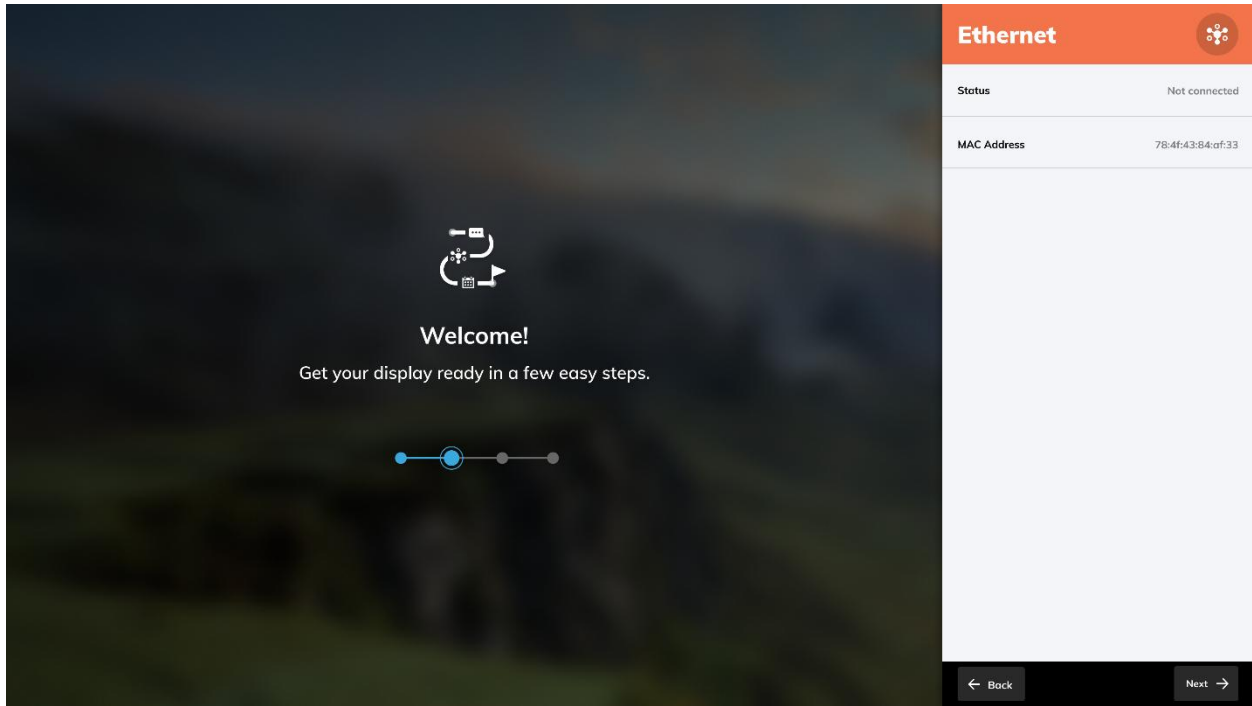 Ethernet
Status Not connected
MAC Address 78:4f:43:84:af:33
Welcome!
Get your display ready in a few easy steps.
← Back Next →